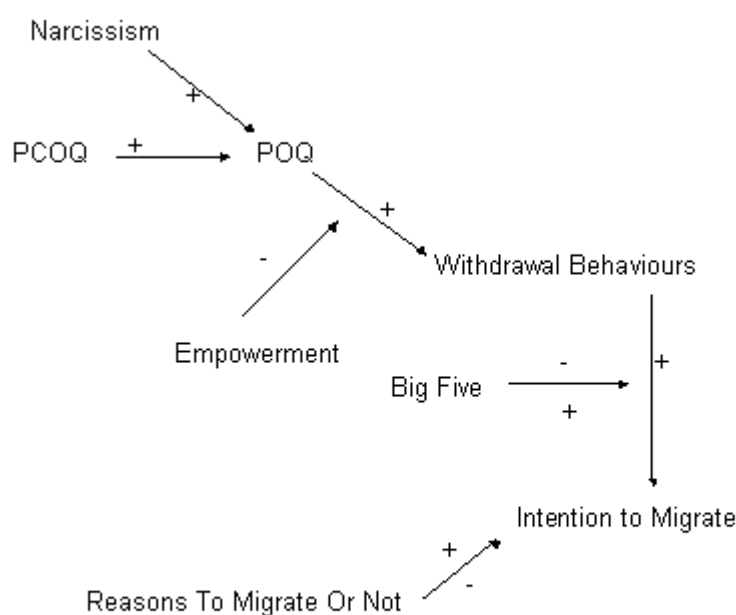 Narcissism
+
PCOQ + POQ
+
-
Withdrawal Behaviours
Empowerment
- +
Big Five
+
Intention to Migrate
+
-
Reasons To Migrate Or Not